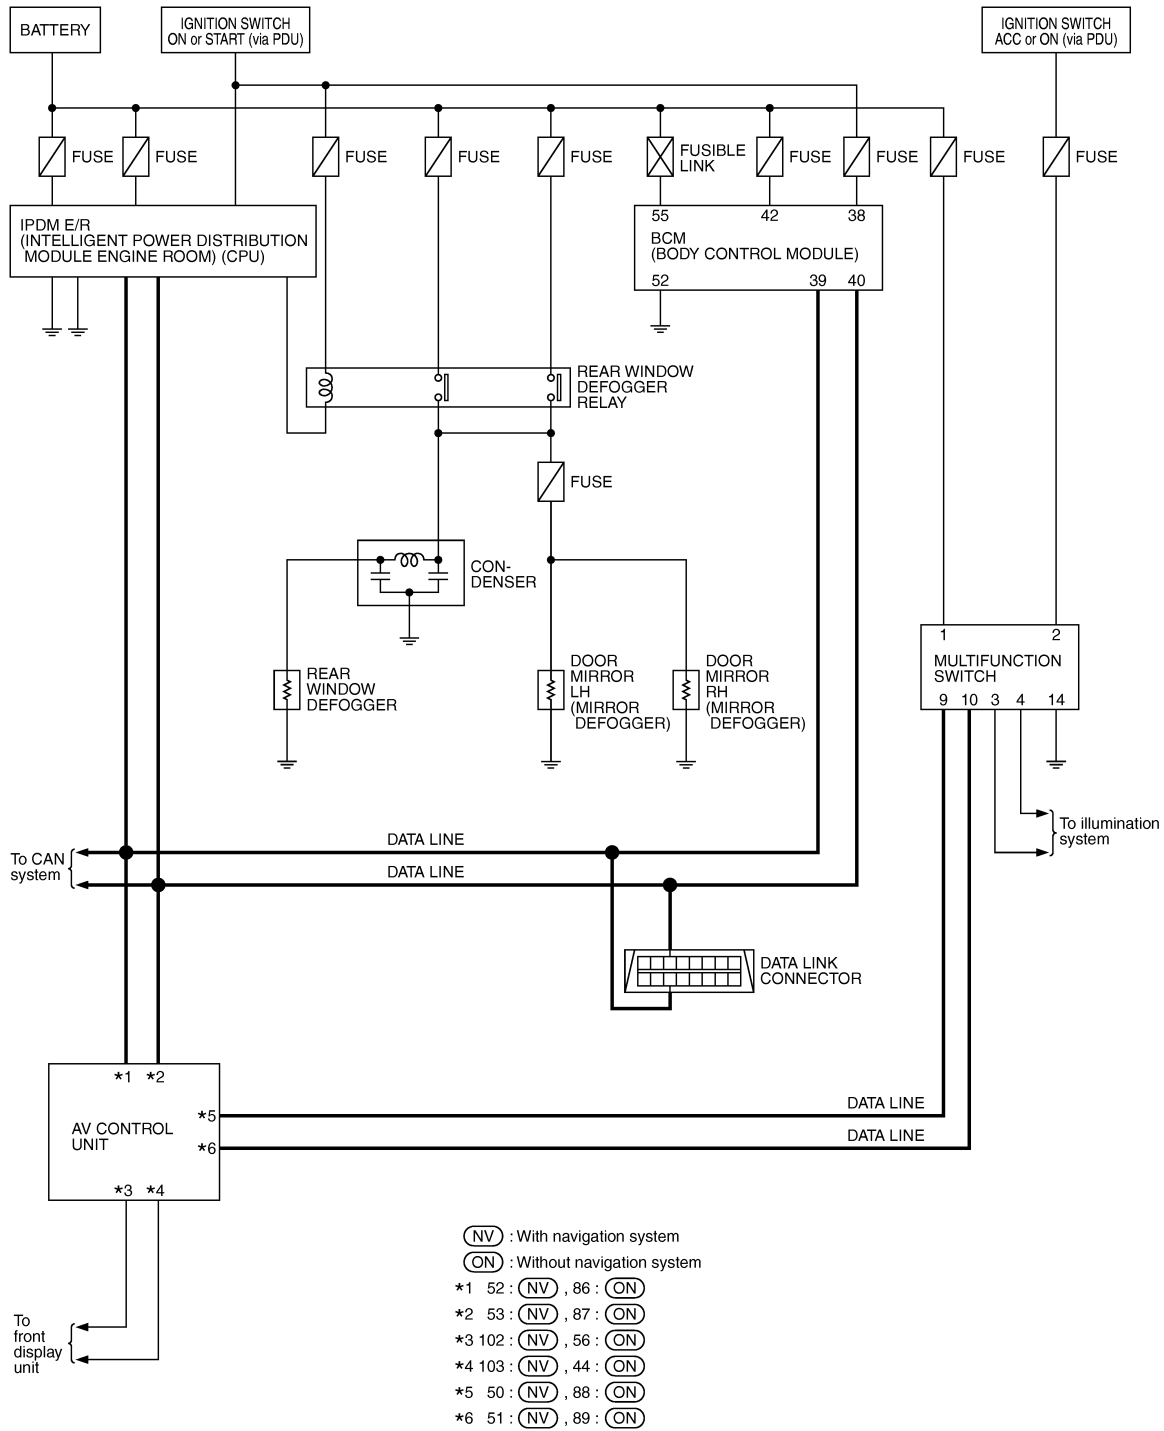 BATTERY
IGNITION SWITCH
ON or START (via PDU)
IGNITION SWITCH
ACC or ON (via PDU)
FUSE
FUSE
FUSE
FUSE
FUSE
FUSIBLE
LINK
FUSE
FUSE
FUSE
FUSE
IPDM E/R
(INTELLIGENT POWER DISTRIBUTION
MODULE ENGINE ROOM) (CPU)
55 42 38
BCM
(BODY CONTROL MODULE)
52 39 40
REAR WINDOW
DEFOGGER
RELAY
FUSE
CON-
DENSER
REAR
WINDOW
DEFOGGER
DOOR
MIRROR
LH
(MIRROR
DEFOGGER)
DOOR
MIRROR
RH
(MIRROR
DEFOGGER)
1 2
MULTIFUNCTION
SWITCH
9 10 3 4 14
To illumination
system
To CAN
system
DATA LINE
DATA LINE
DATA LINK
CONNECTOR
*1 *2
*5
AV CONTROL
UNIT
*6
*3 *4
DATA LINE
DATA LINE
To
front
display
unit
NV : With navigation system
ON : Without navigation system
*1 52 : NV , 86 : ON
*2 53 : NV , 87 : ON
*3 102 : NV , 56 : ON
*4 103 : NV , 44 : ON
*5 50 : NV , 88 : ON
*6 51 : NV , 89 : ON